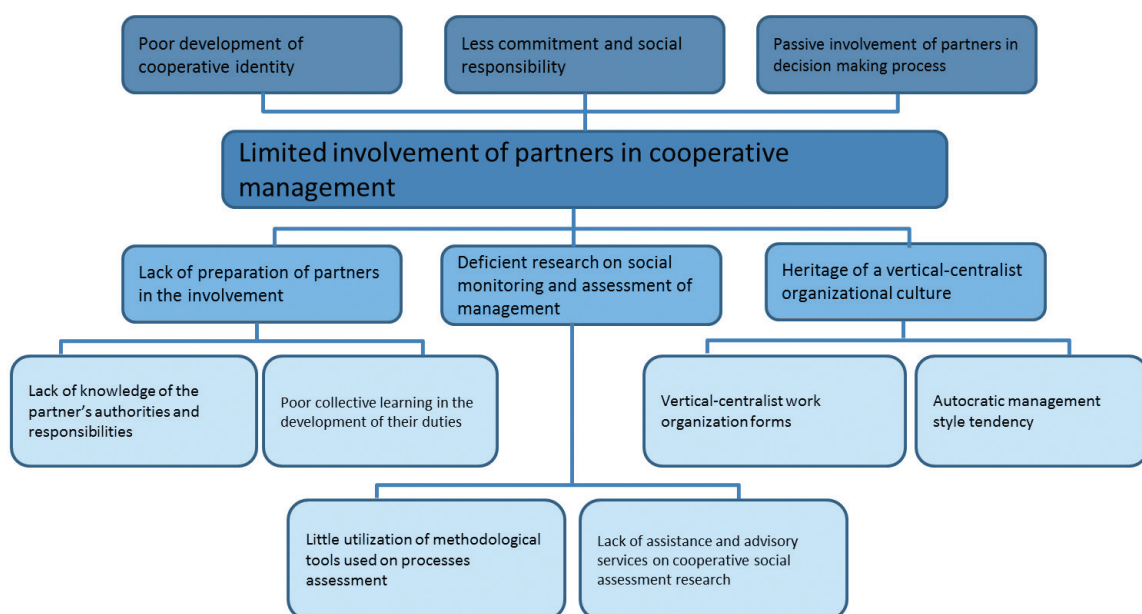 Poor development of
cooperative identity
Less commitment and social
responsibility
Passive involvement of partners in
decision making process
Limited involvement of partners in cooperative
management
Lack of preparation of partners
in the involvement
Deficient research on social
monitoring and assessment of
management
Heritage of a vertical-centralist
organizational culture
Lack of knowledge of the
partner's authorities and
responsibilities
Poor collective learning in the
development of their duties
Vertical-centralist work
organization forms
Autocratic management
style tendency
Little utilization of methodological
tools used on processes
assessment
Lack of assistance and advisory
services on cooperative social
assessment research